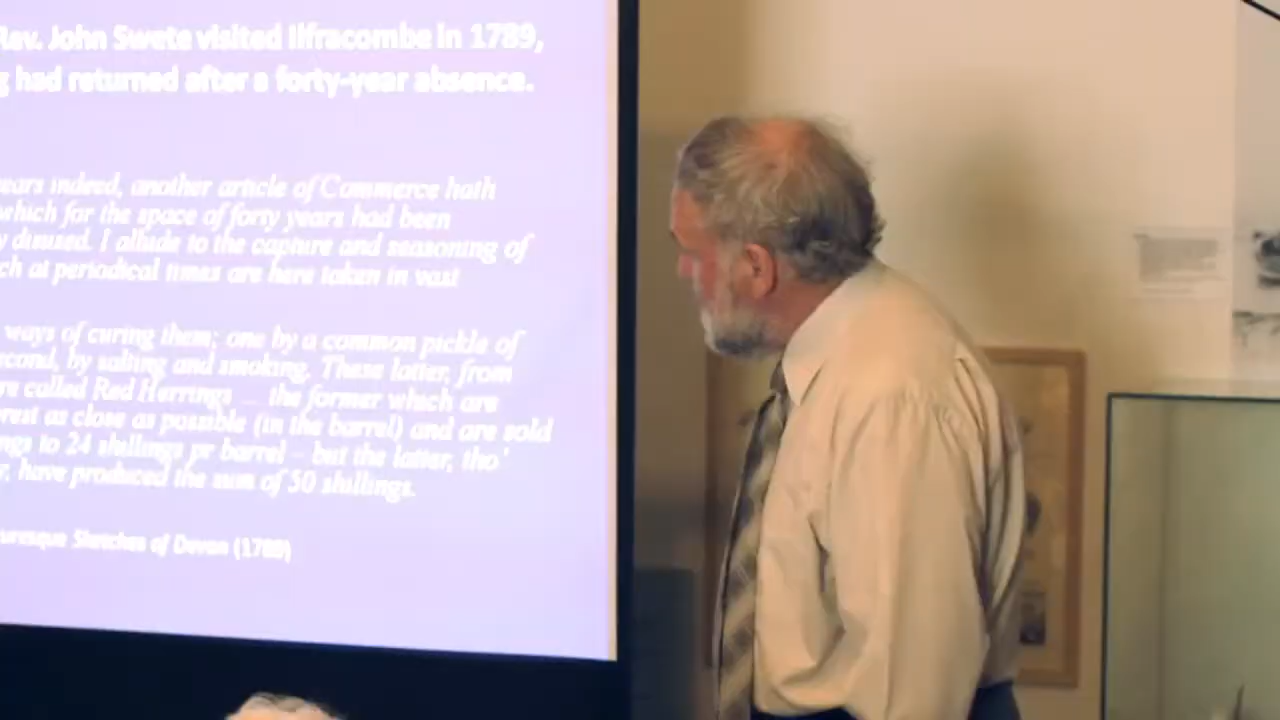 Rev. John Swete visited Ilfracombe in 1789,
g had returned after a forty-year absence.
ears indeed, another article of Commerce hath
which for the space of forty years had been
y disused. I allude to the capture and seasoning of
ch at periodical times are here taken in vast
ways of curing them; one by a common pickle of
econd, by salting and smoking. These latter, from
re called Red Herrings – the former which are
rest as close as possible (in the barrel) and are sold
ngs to 24 shillings pr barrel – but the latter, tho'
r, have produced the sum of 50 shillings.
uresque Sketches of Devon (1789)